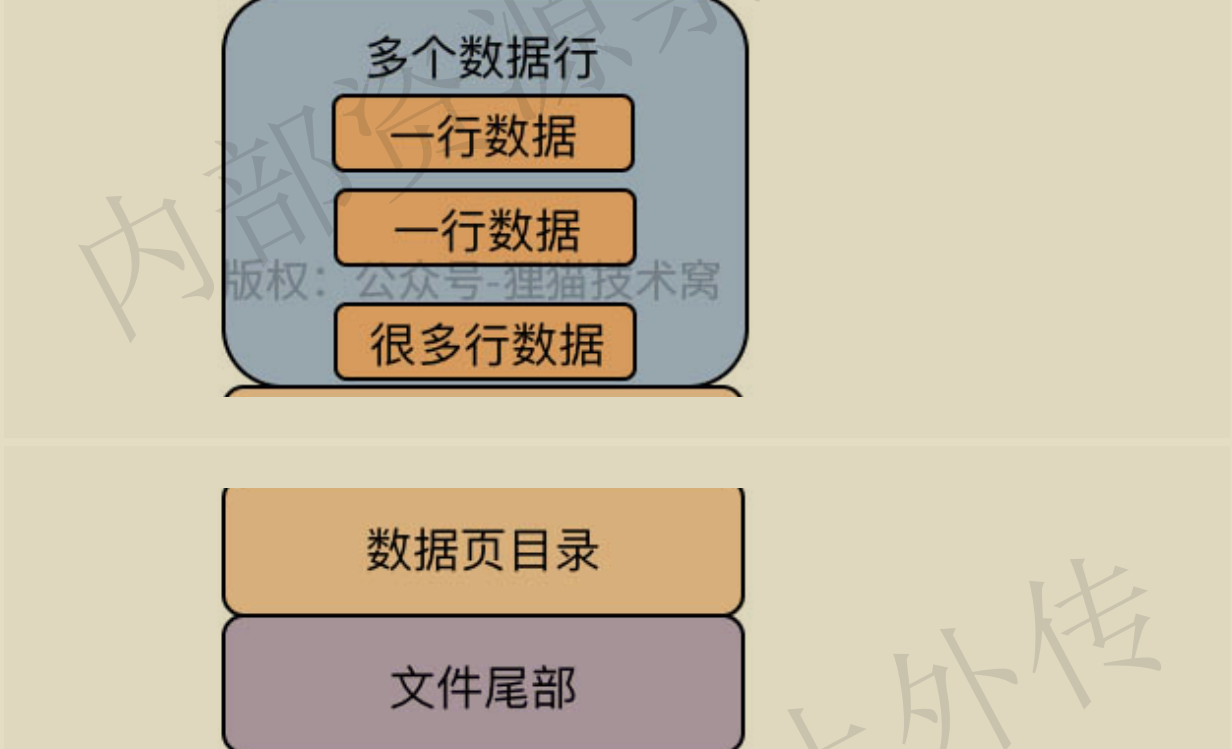 多个数据行
一行数据
一行数据
版权：公众号-狸猫技术窝
很多行数据
数据页目录
文件尾部
内部资源
外传